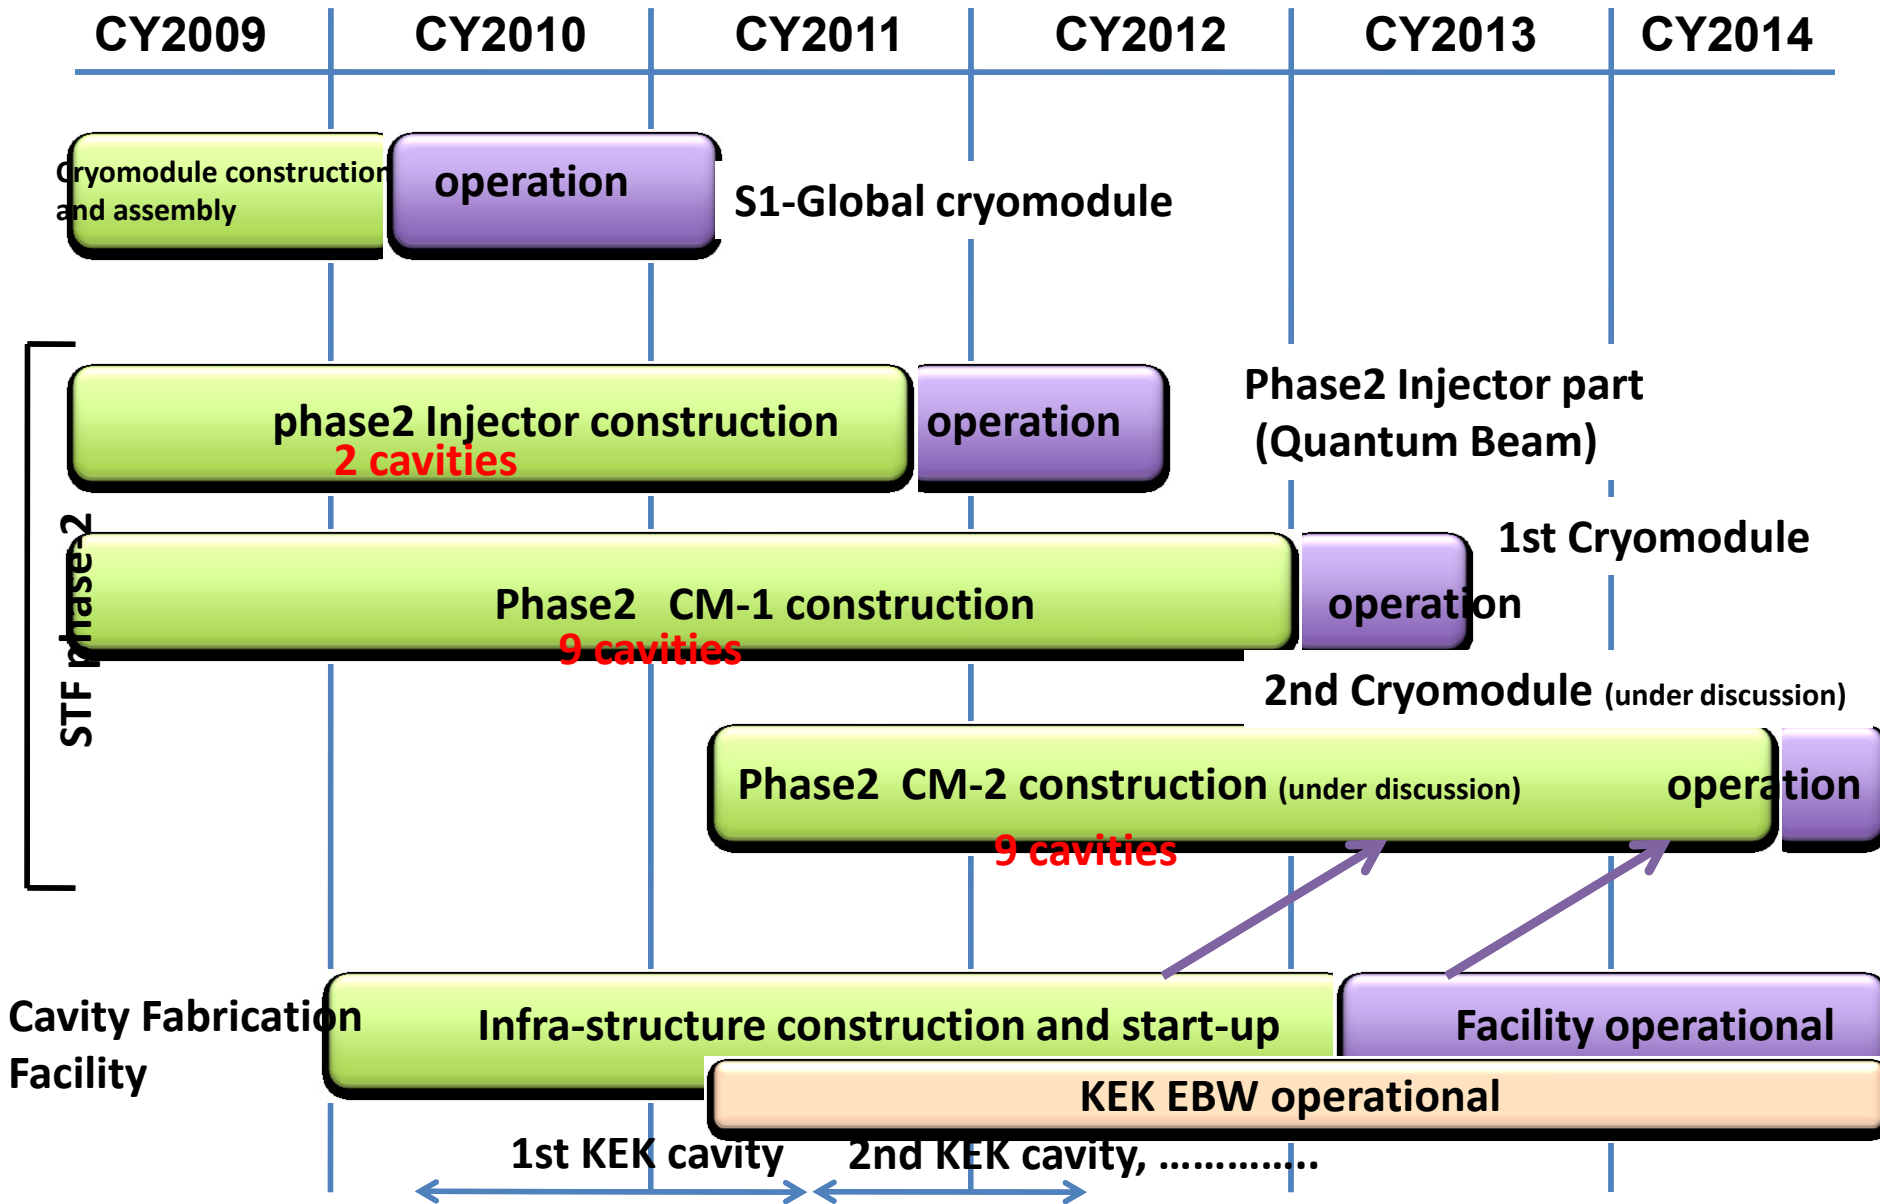 CY2009 CY2010 CY2011 CY2012 CY2013 CY2014
Cryomodule construction
and assembly
operation
S1-Global cryomodule
STF phase-2
phase2 Injector construction
2 cavities
operation
Phase2 Injector part
(Quantum Beam)
1st Cryomodule
Phase2 CM-1 construction
9 cavities
operation
2nd Cryomodule (under discussion)
Phase2 CM-2 construction (under discussion)
9 cavities
operation
Cavity Fabrication
Facility
Infra-structure construction and start-up
Facility operational
KEK EBW operational
1st KEK cavity
2nd KEK cavity, …………..